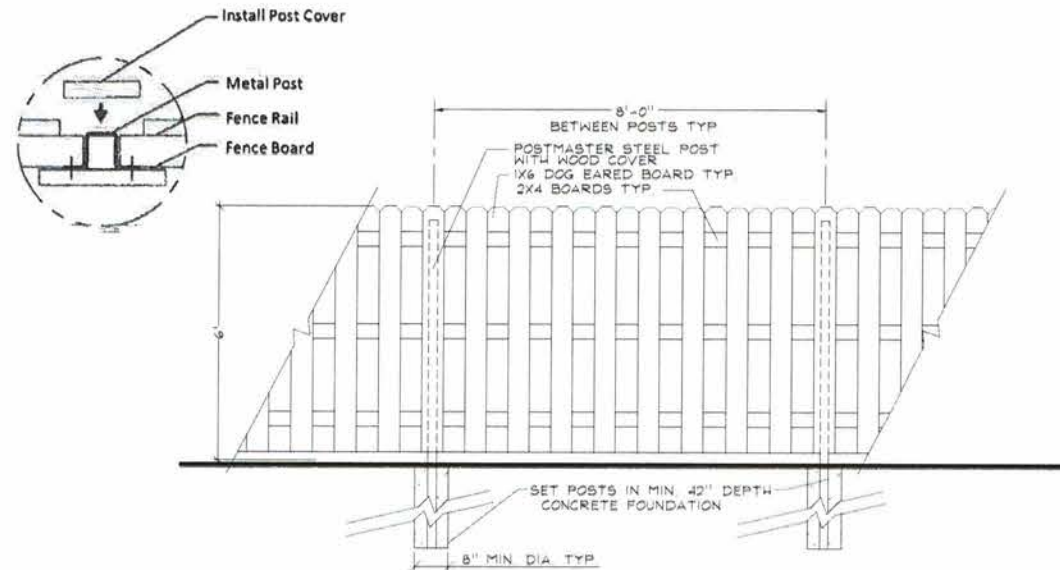 Install Post Cover
Metal Post
Fence Rail
Fence Board
8'-0"
BETWEEN POSTS TYP
POSTMASTER STEEL POST
WITH WOOD COVER
1X6 DOG EARED BOARD TYP
2X4 BOARDS TYP.
6'
SET POSTS IN MIN. 42" DEPTH
CONCRETE FOUNDATION
8" MIN. DIA. TYP